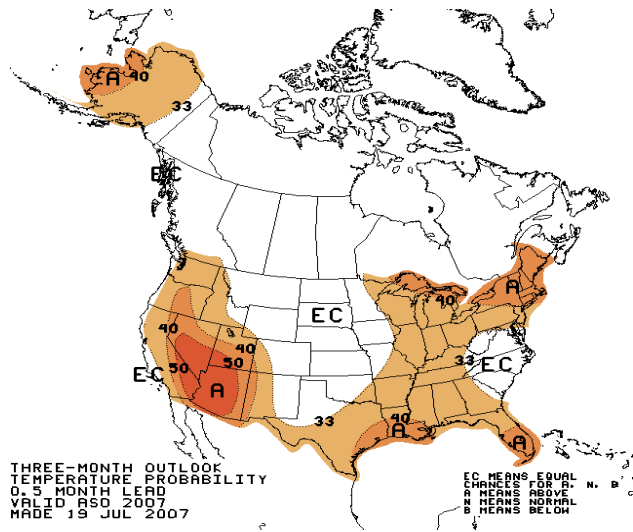 A 40
33
EC
40
A
EC
40
40
50
50
33
EC
EC
A
33
40
A
A
THREE-MONTH OUTLOOK
TEMPERATURE PROBABILITY
0.5 MONTH LEAD
VALID ASO 2007
MADE 19 JUL 2007
EC MEANS EQUAL
CHANCES FOR A, N, B
A MEANS ABOVE
N MEANS NORMAL
B MEANS BELOW